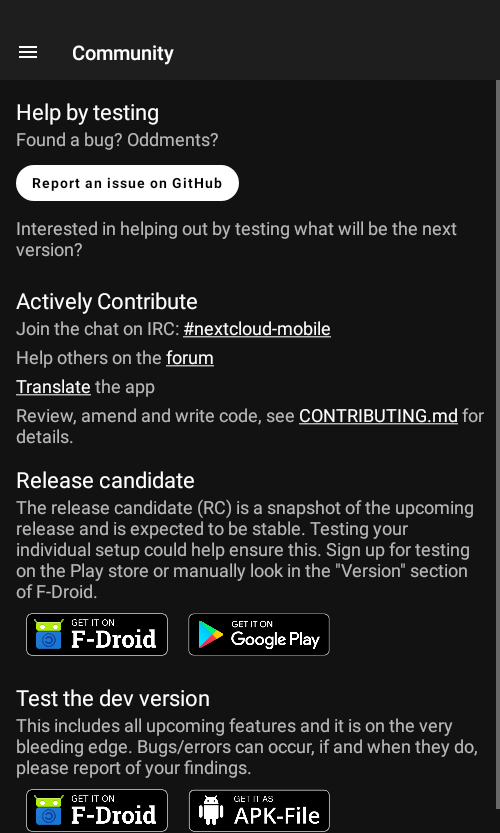 Community
Help by testing
Found a bug? Oddments?
Report an issue on GitHub
Interested in helping out by testing what will be the next
version?
Actively Contribute
Join the chat on IRC: #nextcloud-mobile
Help others on the forum
Translate the app
Review, amend and write code, see CONTRIBUTING.md for
details.
Release candidate
The release candidate (RC) is a snapshot of the upcoming
release and is expected to be stable. Testing your
individual setup could help ensure this. Sign up for testing
on the Play store or manually look in the "Version" section
of F-Droid.
GET IT ON
F-Droid
GET IT ON
Google Play
Test the dev version
This includes all upcoming features and it is on the very
bleeding edge. Bugs/errors can occur, if and when they do,
please report of your findings.
GET IT ON
F-Droid
GET IT AS
APK-File